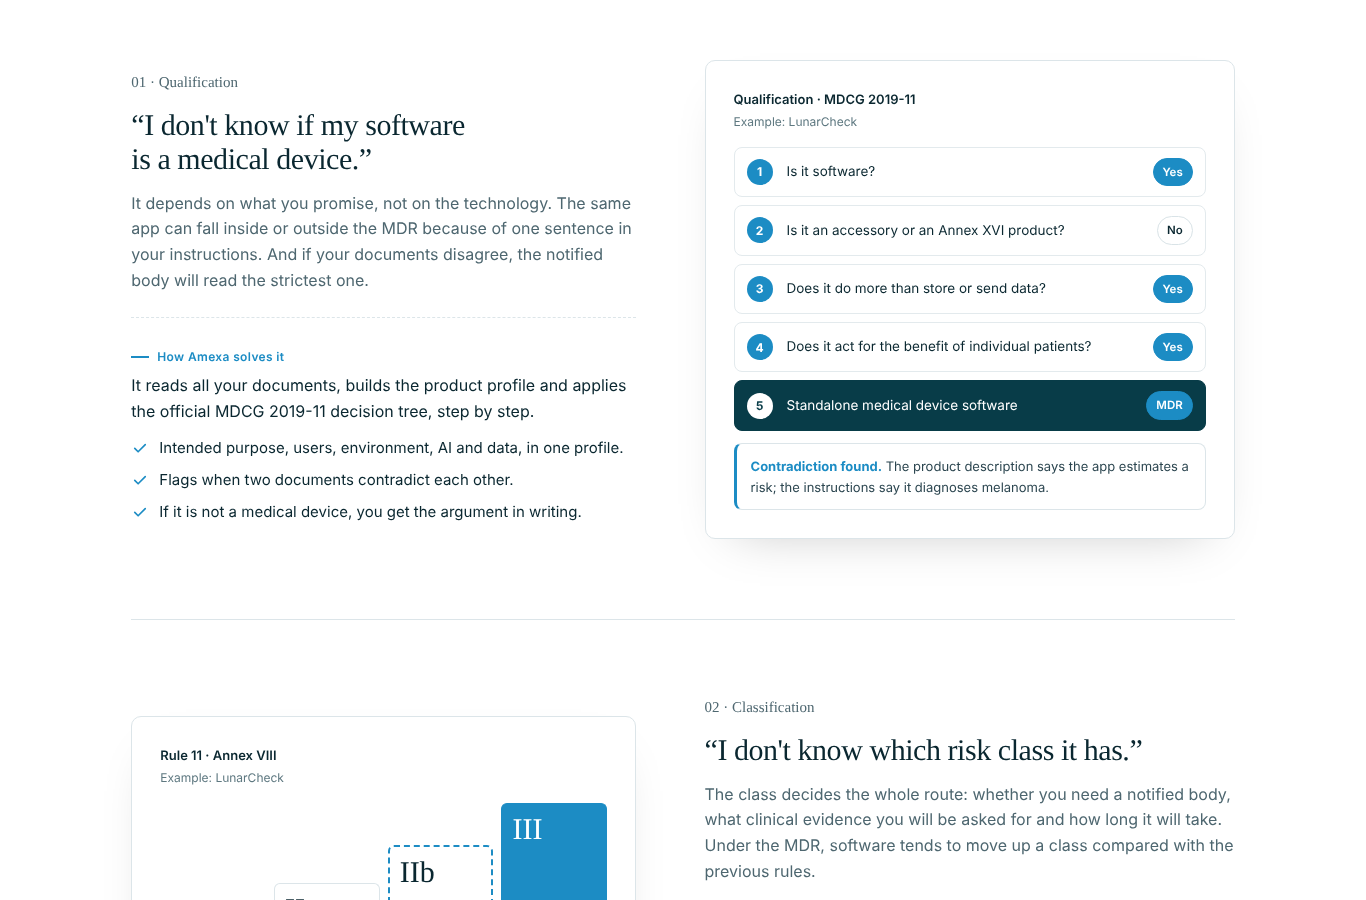 01 · Qualification
“I don't know if my software
is a medical device.”
It depends on what you promise, not on the technology. The same
app can fall inside or outside the MDR because of one sentence in
your instructions. And if your documents disagree, the notified
body will read the strictest one.
How Amexa solves it
It reads all your documents, builds the product profile and applies
the official MDCG 2019-11 decision tree, step by step.
Intended purpose, users, environment, AI and data, in one profile.
Flags when two documents contradict each other.
If it is not a medical device, you get the argument in writing.
Qualification · MDCG 2019-11
Example: LunarCheck
1 Is it software? Yes
2 Is it an accessory or an Annex XVI product? No
3 Does it do more than store or send data? Yes
4 Does it act for the benefit of individual patients? Yes
5 Standalone medical device software MDR
Contradiction found. The product description says the app estimates a
risk; the instructions say it diagnoses melanoma.
Rule 11 · Annex VIII
Example: LunarCheck
IIb
III
02 · Classification
“I don't know which risk class it has.”
The class decides the whole route: whether you need a notified body,
what clinical evidence you will be asked for and how long it will take.
Under the MDR, software tends to move up a class compared with the
previous rules.